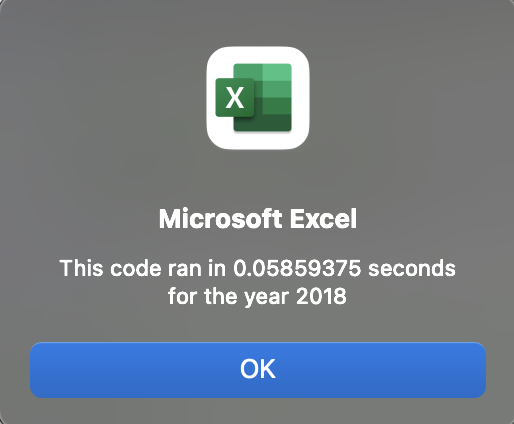 X
Microsoft Excel
This code ran in 0.05859375 seconds
for the year 2018
OK